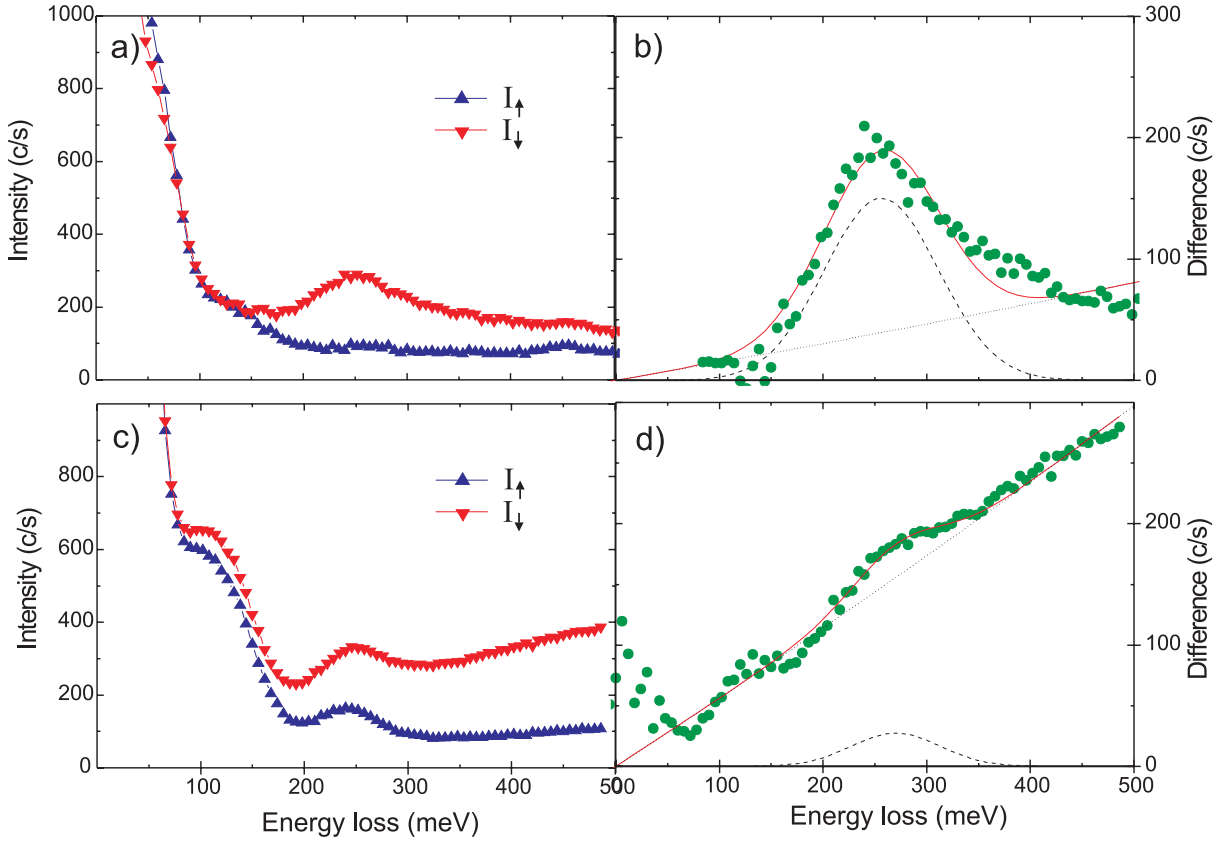 a)
1000
800
600
400
200
0
Intensity (c/s)
I↑
I↓
b)
300
200
100
0
Difference (c/s)
c)
800
600
400
200
0
Intensity (c/s)
I↑
I↓
100 200 300 400
Energy loss (meV)
d)
200
100
0
Difference (c/s)
0 100 200 300 400 500
Energy loss (meV)